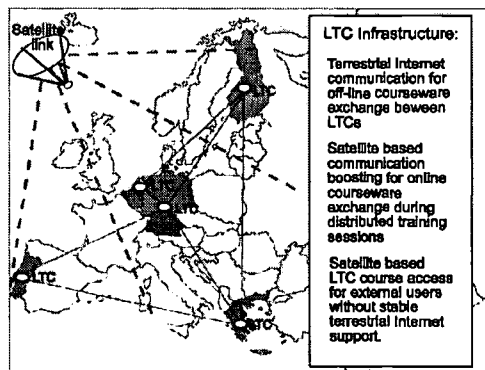 Satellite
link
LTC
LTC
LTC
LTC
LTC
LTC Infrastructure:
Terrestrial Internet
communication for
off-line courseware
exchange beween
LTCs
Satellite based
communication
boosting for online
courseware
exchange during
distributed training
sessions
Satellite based
LTC course access
for external users
without stable
terrestrial Internet
support.